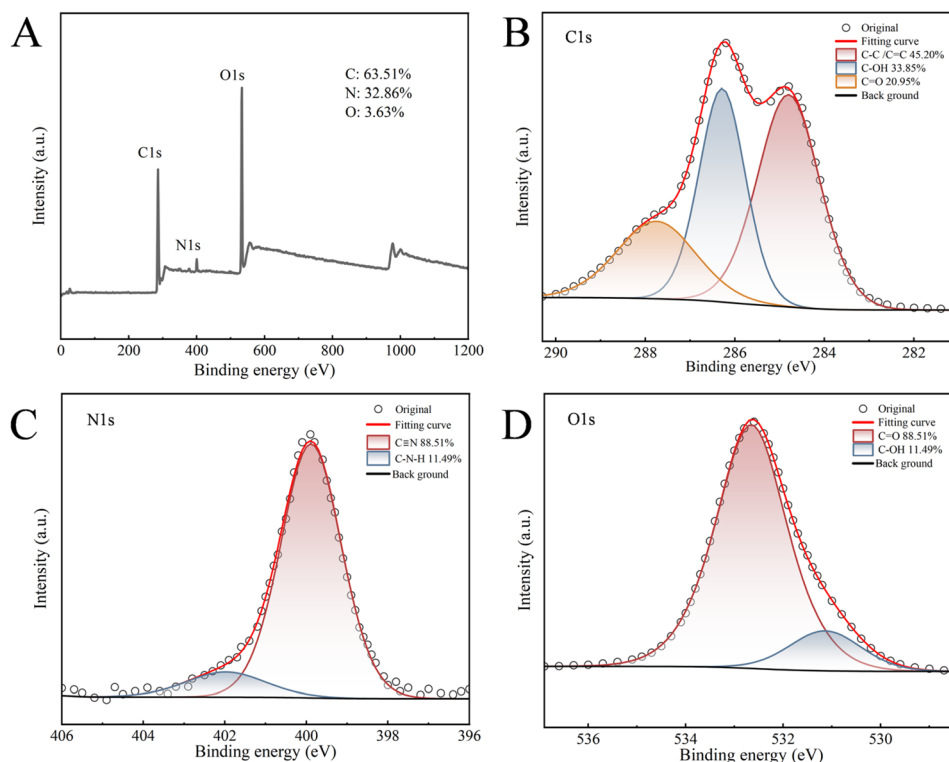 A
O1s
C: 63.51%
N: 32.86%
O: 3.63%
C1s
N1s
Intensity (a.u.)
0 200 400 600 800 1000 1200
Binding energy (eV)
B
C1s
Original
Fitting curve
C-C /C=C 45.20%
C-OH 33.85%
C=O 20.95%
Back ground
Intensity (a.u.)
290 288 286 284 282
Binding energy (eV)
C
N1s
Original
Fitting curve
C≡N 88.51%
C-N-H 11.49%
Back ground
Intensity (a.u.)
406 404 402 400 398 396
Binding energy (eV)
D
O1s
Original
Fitting curve
C=O 88.51%
C-OH 11.49%
Back ground
Intensity (a.u.)
536 534 532 530
Binding energy (eV)